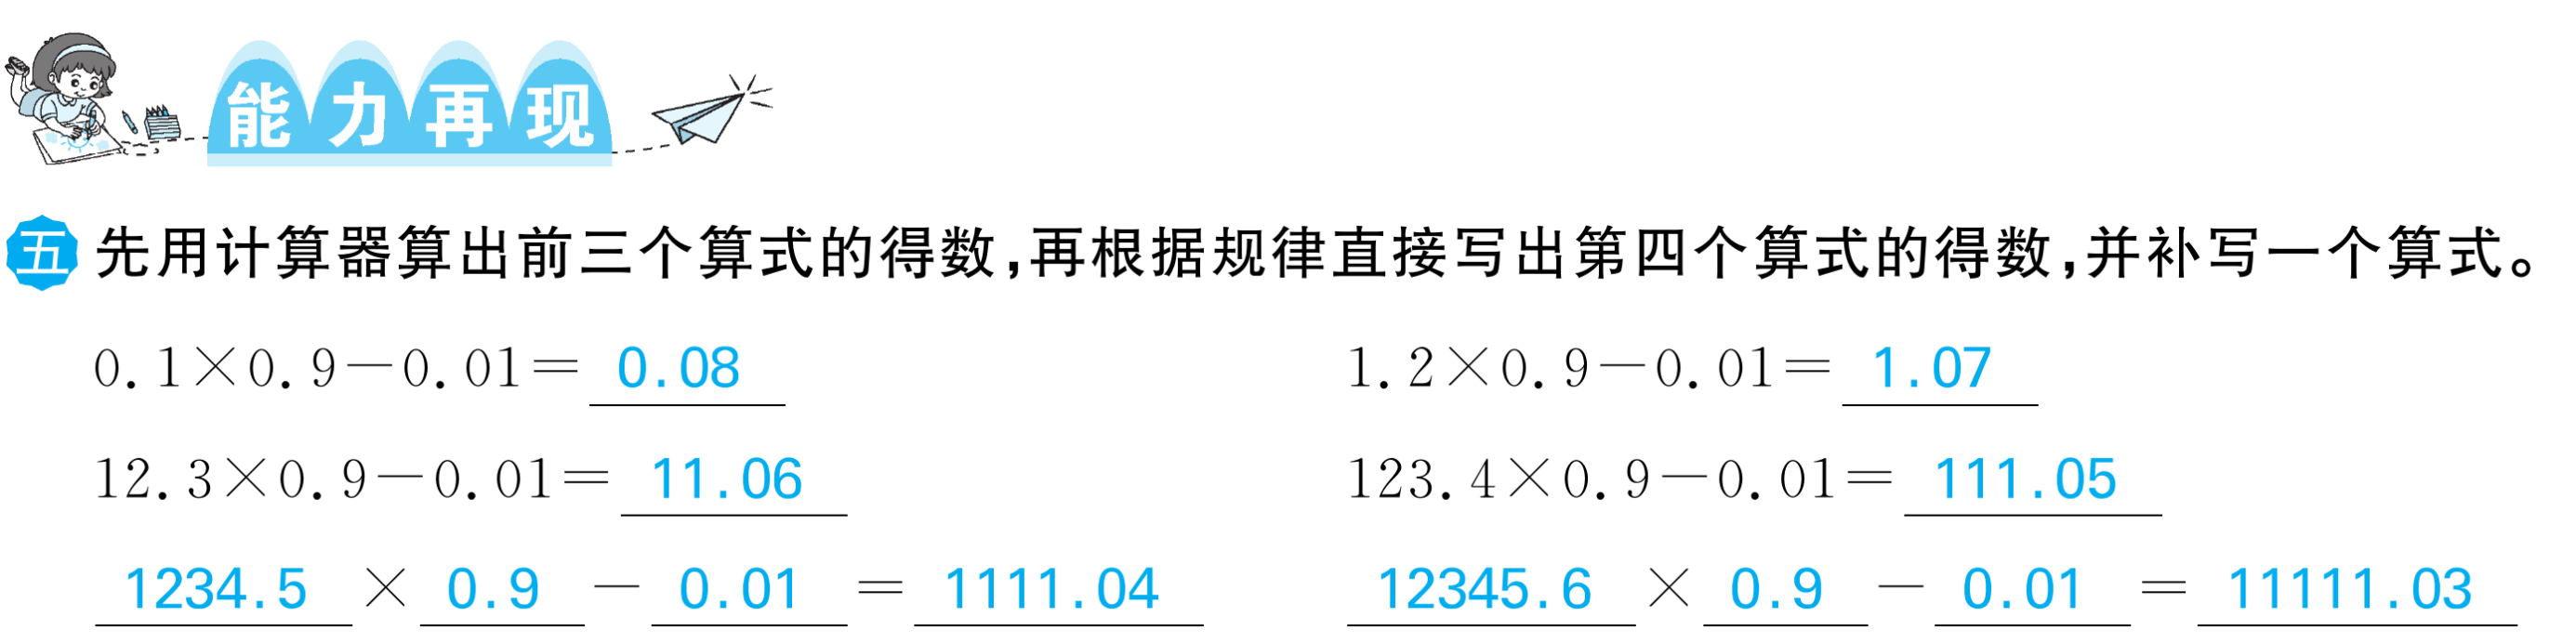 能力再现
五 先用计算器算出前三个算式的得数,再根据规律直接写出第四个算式的得数,并补写一个算式。
0.1×0.9-0.01= 0.08 1.2×0.9-0.01= 1.07
12.3×0.9-0.01= 11.06 123.4×0.9-0.01= 111.05
1234.5 × 0.9 - 0.01 = 1111.04 12345.6 × 0.9 - 0.01 = 11111.03